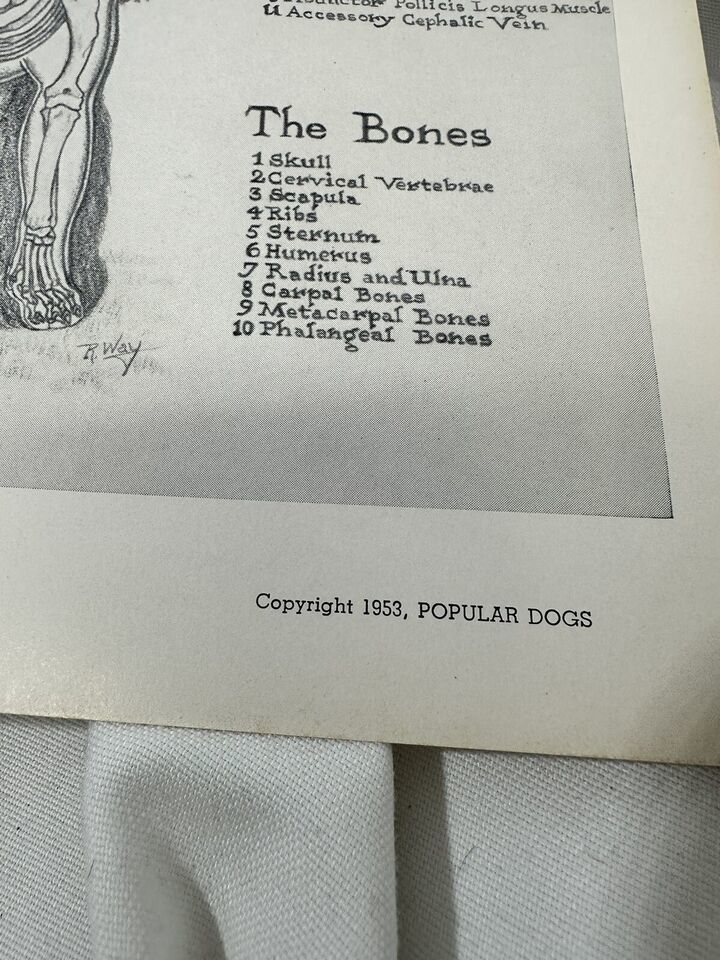 Pollicis Longus Muscle
u Accessory Cephalic Vein
The Bones
1 Skull
2 Cervical Vertebrae
3 Scapula
4 Ribs
5 Sternum
6 Humerus
7 Radius and Ulna
8 Carpal Bones
9 Metacarpal Bones
10 Phalangeal Bones
R. Way
Copyright 1953, POPULAR DOGS